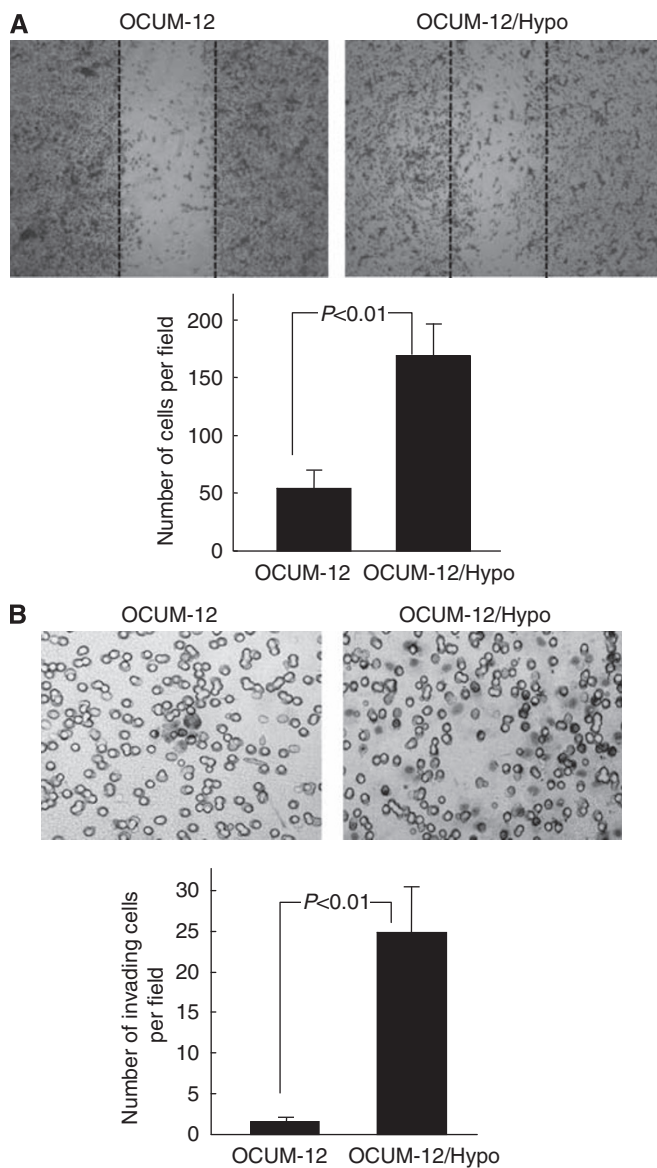 A
OCUM-12 OCUM-12/Hypo
Number of cells per field
200
150
100
50
0
P<0.01
OCUM-12 OCUM-12/Hypo
B
OCUM-12 OCUM-12/Hypo
Number of invading cells
per field
30
25
20
15
10
5
0
P<0.01
OCUM-12 OCUM-12/Hypo